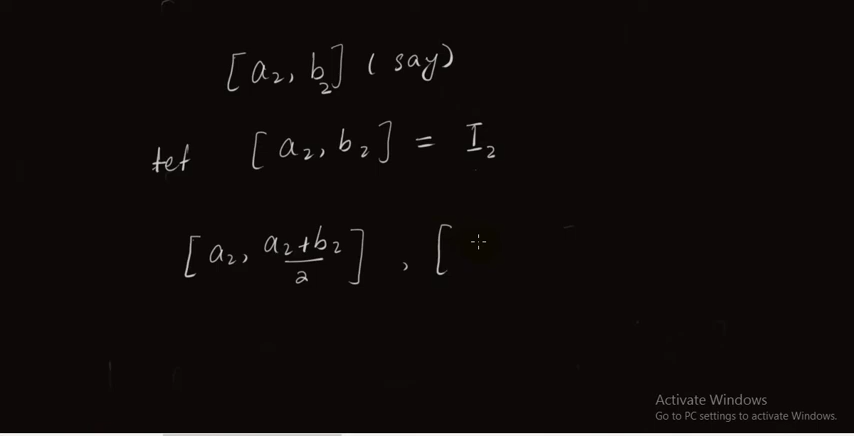 [a₂, b₂] (say)
let [a₂, b₂] = I₂
[a₂, a₂+b₂/2], [
Activate Windows
Go to PC settings to activate Windows.